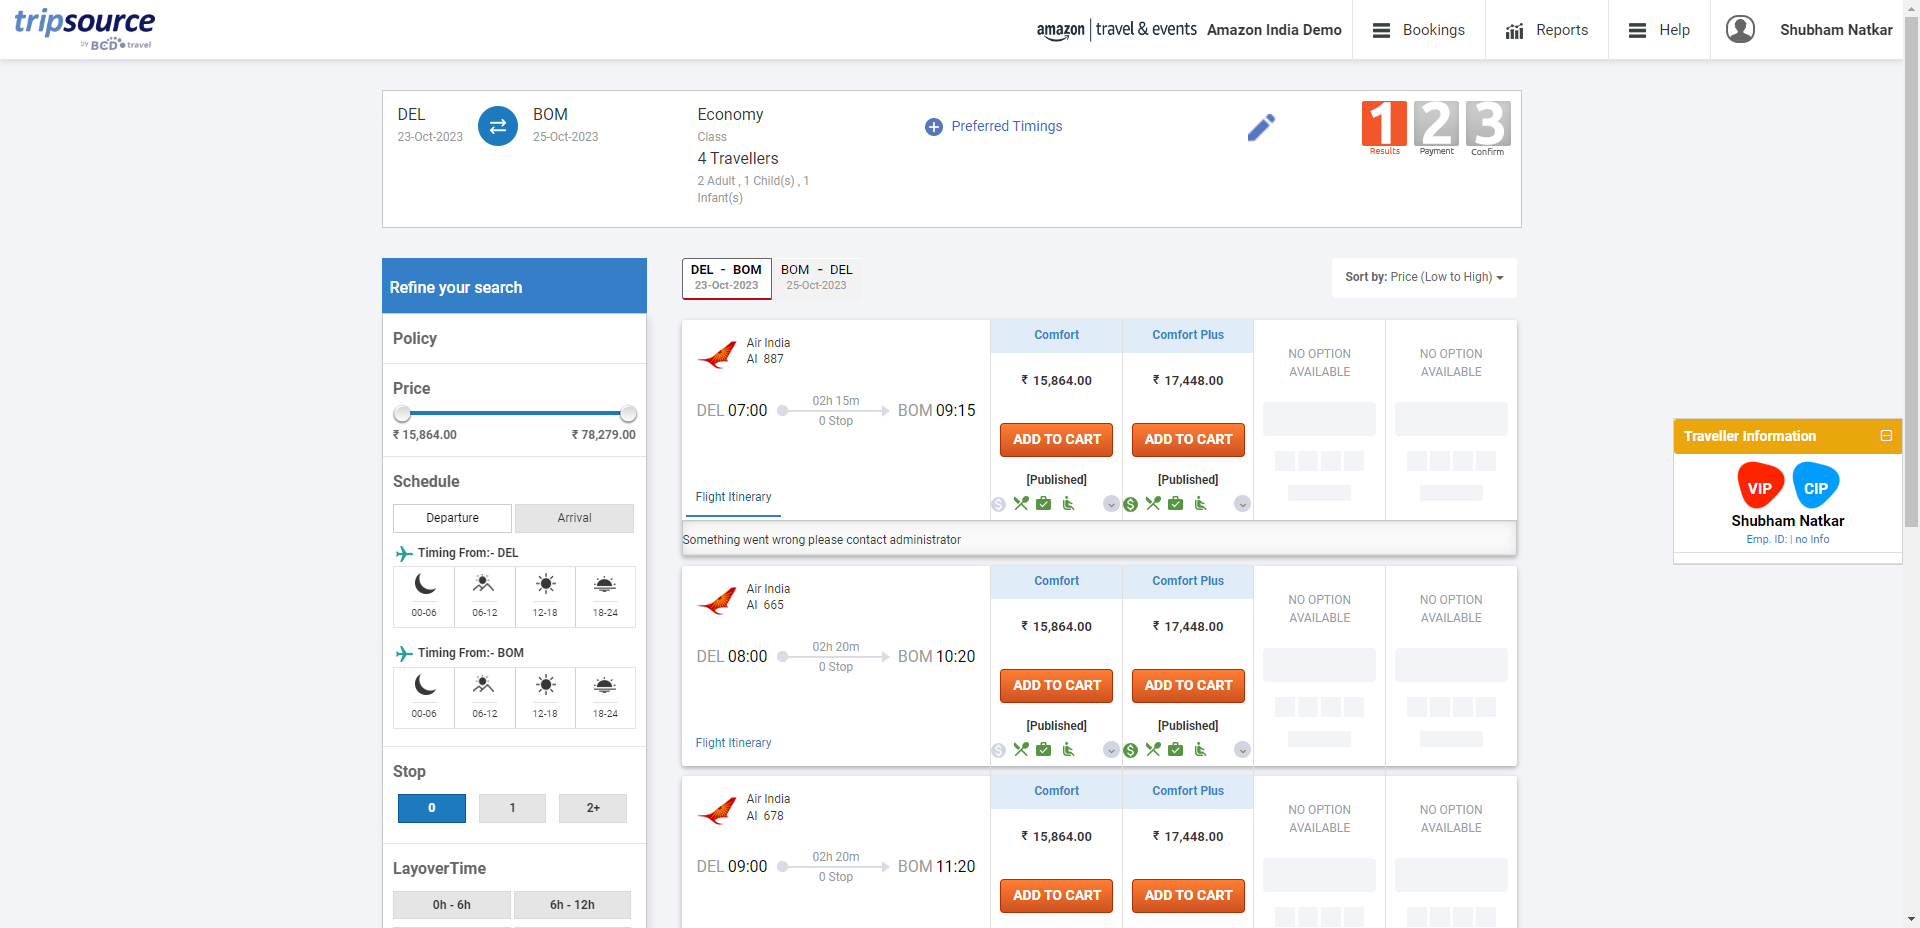 tripsource
by BCD travel
amazon | travel & events Amazon India Demo
Bookings
Reports
Help
Shubham Natkar
DEL
23-Oct-2023
BOM
25-Oct-2023
Economy
Class
4 Travellers
2 Adult , 1 Child(s) , 1
Infant(s)
Preferred Timings
1 2 3
Results Payment Confirm
Refine your search
Policy
Price
₹ 15,864.00 ₹ 78,279.00
Schedule
Departure Arrival
Timing From:- DEL
00-06 06-12 12-18 18-24
Timing From:- BOM
00-06 06-12 12-18 18-24
Stop
0 1 2+
LayoverTime
0h - 6h 6h - 12h
DEL - BOM
23-Oct-2023
BOM - DEL
25-Oct-2023
Sort by: Price (Low to High)
Air India
AI 887
DEL 07:00
02h 15m
0 Stop
BOM 09:15
Flight Itinerary
Comfort
₹ 15,864.00
ADD TO CART
[Published]
Comfort Plus
₹ 17,448.00
ADD TO CART
[Published]
NO OPTION
AVAILABLE
NO OPTION
AVAILABLE
Something went wrong please contact administrator
Air India
AI 665
DEL 08:00
02h 20m
0 Stop
BOM 10:20
Flight Itinerary
Comfort
₹ 15,864.00
ADD TO CART
[Published]
Comfort Plus
₹ 17,448.00
ADD TO CART
[Published]
NO OPTION
AVAILABLE
NO OPTION
AVAILABLE
Air India
AI 678
DEL 09:00
02h 20m
0 Stop
BOM 11:20
Comfort
₹ 15,864.00
ADD TO CART
Comfort Plus
₹ 17,448.00
ADD TO CART
NO OPTION
AVAILABLE
NO OPTION
AVAILABLE
Traveller Information
VIP CIP
Shubham Natkar
Emp. ID: | no Info